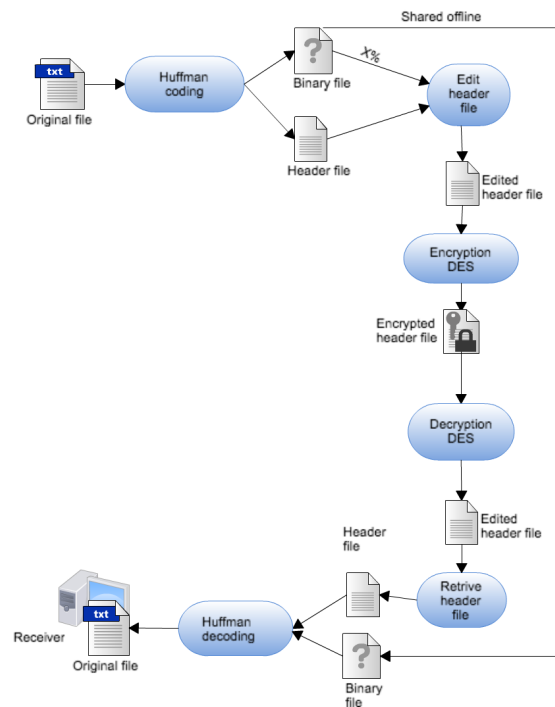 Shared offline
txt
Original file
Huffman
coding
Binary file
X%
Header file
Edit
header
file
Edited
header file
Encryption
DES
Encrypted
header file
Decryption
DES
Edited
header file
Header
file
Retrive
header
file
Receiver
txt
Original file
Huffman
decoding
Binary
file